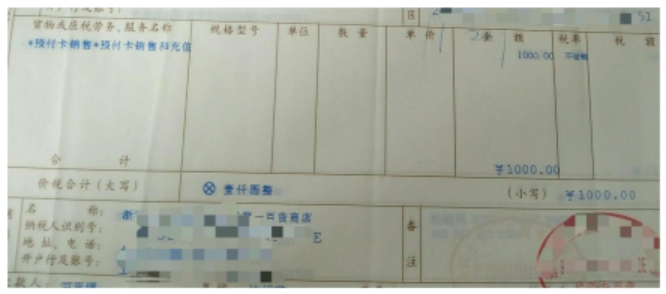 区 51
货物或应税劳务、服务名称 规格型号 单位 数量 单价 金额 税率 税额
*预付卡销售*预付卡销售和充值 1000.00 不征税
合计 ¥1000.00
价税合计(大写) ⊗壹仟圆整 (小写) ¥1000.00
名称: 浙 第一百货商店
纳税人识别号: E
地址、电话:
开户行及账号:
备注
款人: